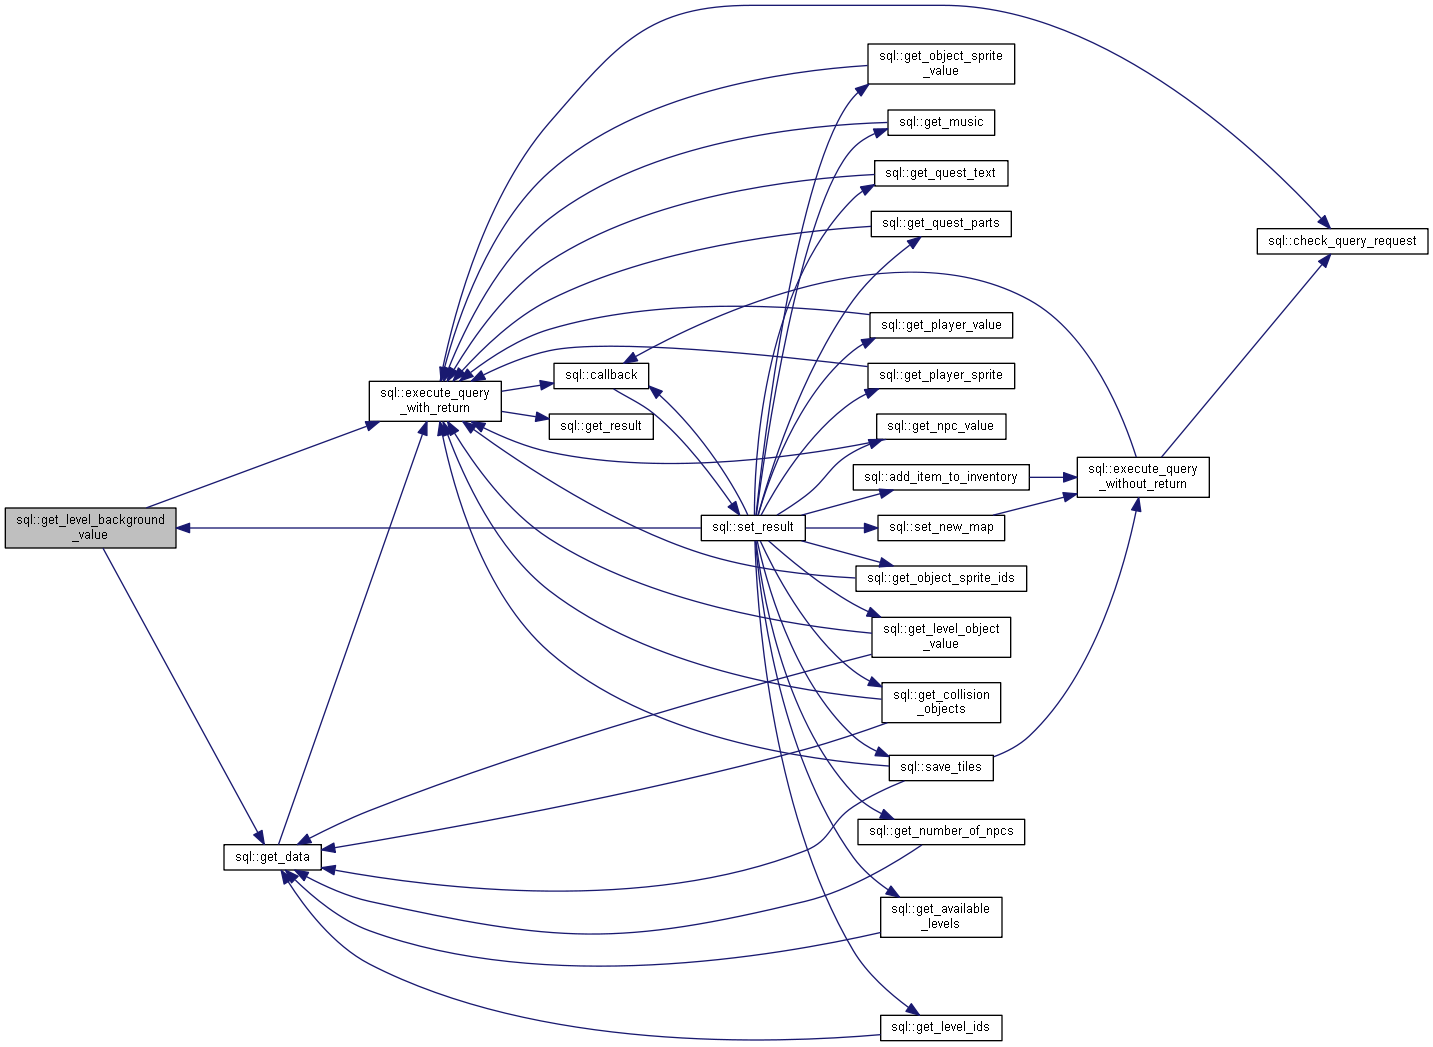 sql::get_object_sprite
_value
sql::get_music
sql::get_quest_text
sql::get_quest_parts
sql::check_query_request
sql::get_player_value
sql::callback
sql::get_player_sprite
sql::execute_query
_with_return
sql::get_result
sql::get_npc_value
sql::add_item_to_inventory
sql::execute_query
_without_return
sql::get_level_background
_value
sql::set_result
sql::set_new_map
sql::get_object_sprite_ids
sql::get_level_object
_value
sql::get_collision
_objects
sql::save_tiles
sql::get_number_of_npcs
sql::get_data
sql::get_available
_levels
sql::get_level_ids